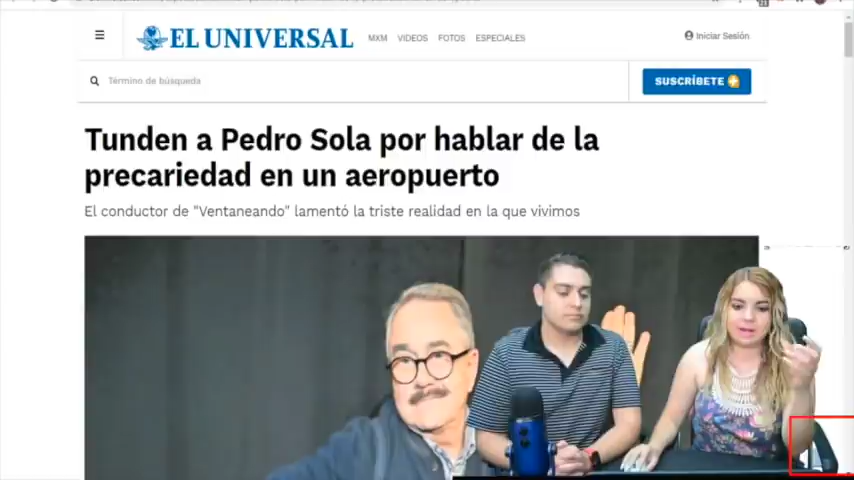 EL UNIVERSAL
MXM VIDEOS FOTOS ESPECIALES
Iniciar Sesión
Término de búsqueda
SUSCRÍBETE
Tunden a Pedro Sola por hablar de la
precariedad en un aeropuerto
El conductor de "Ventaneando" lamentó la triste realidad en la que vivimos